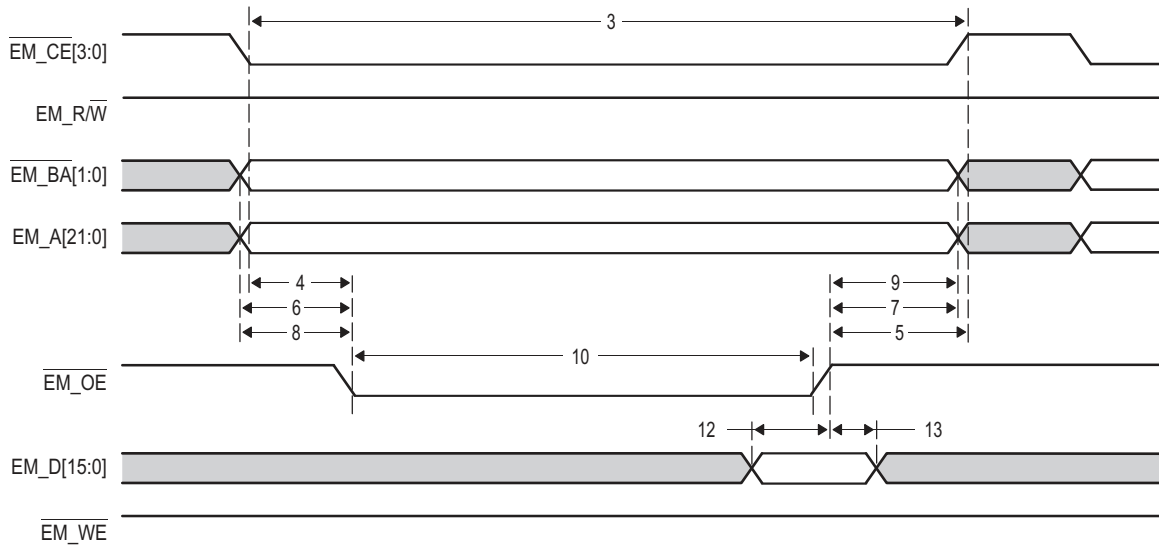 3
EM_CE[3:0]
EM_R/W
EM_BA[1:0]
EM_A[21:0]
4 9
6 7
8 5
10
EM_OE
12 13
EM_D[15:0]
EM_WE